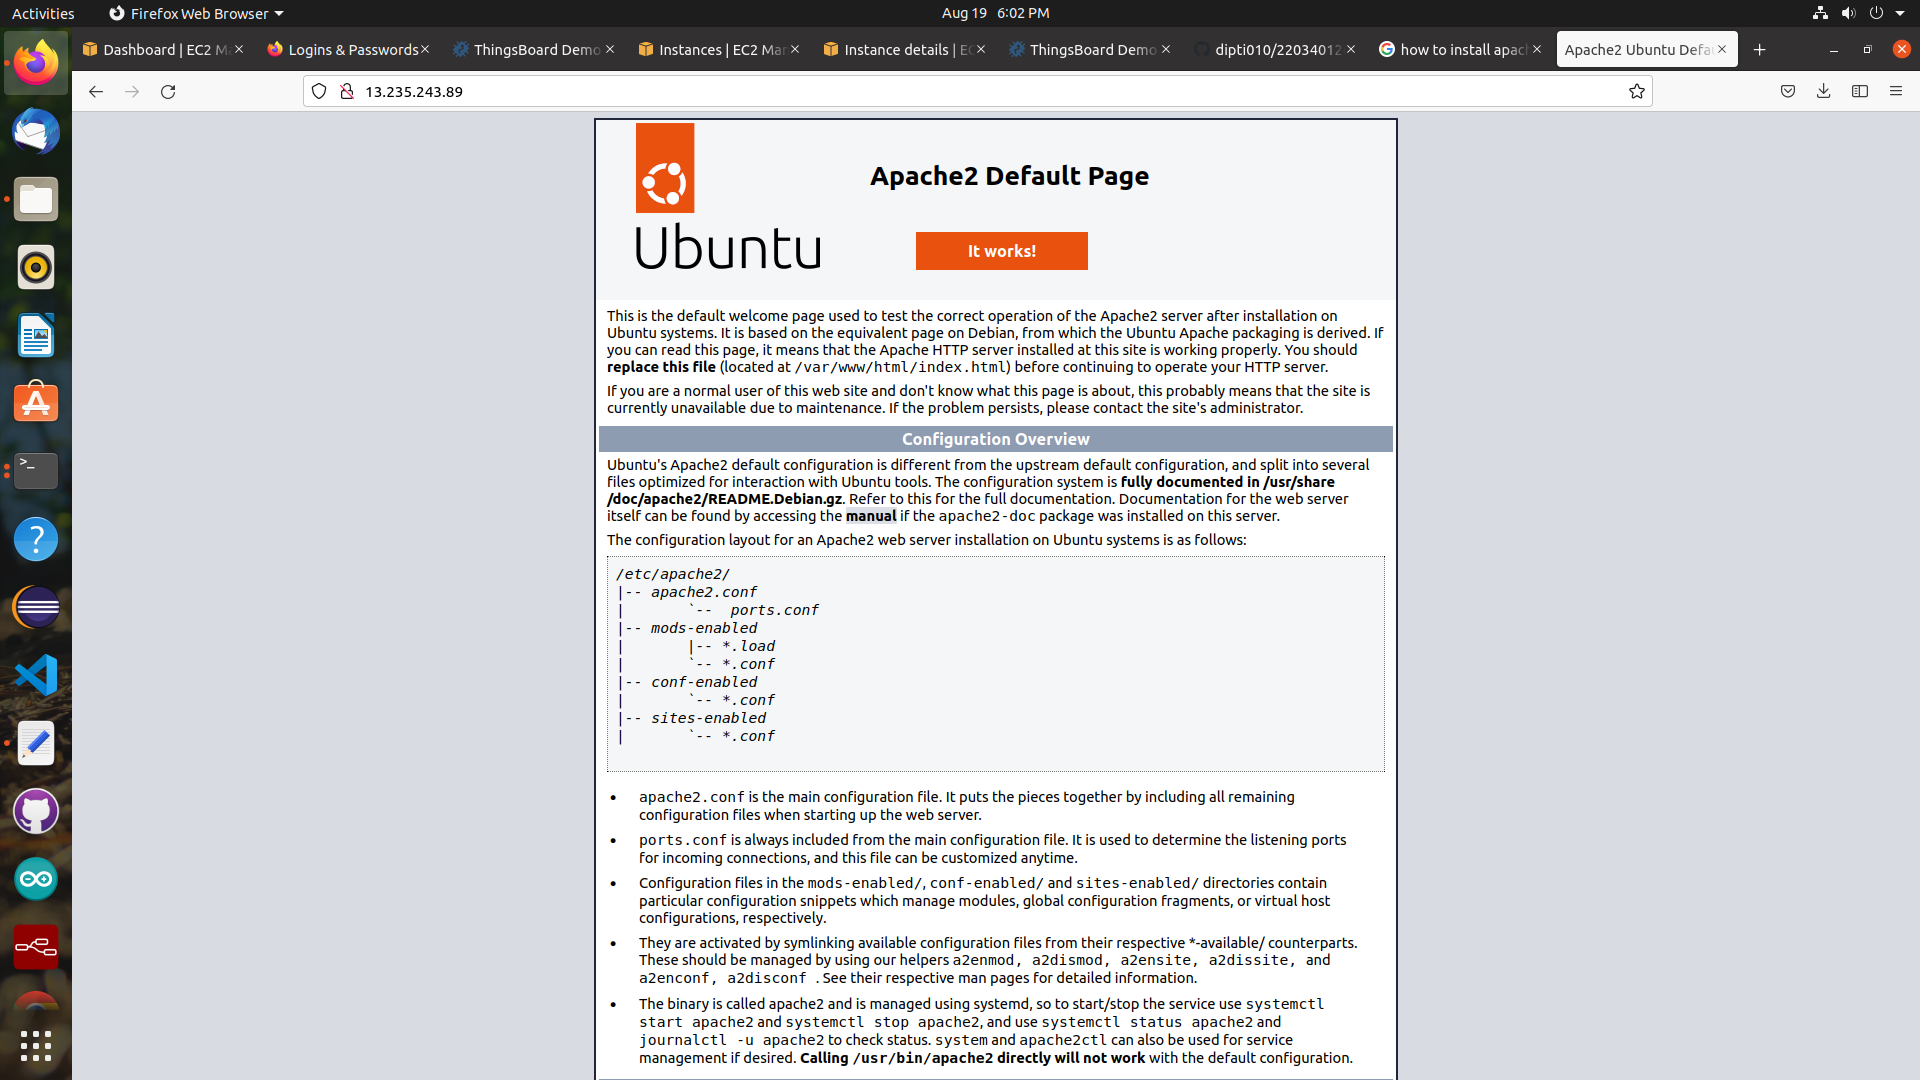 Activities Firefox Web Browser Aug 19 6:02 PM
Dashboard | EC2 Ma Logins & Passwords ThingsBoard Demo Instances | EC2 Man Instance details | EC ThingsBoard Demo dipti010/22034012 how to install apac Apache2 Ubuntu Defau
13.235.243.89
Apache2 Default Page
Ubuntu
It works!
This is the default welcome page used to test the correct operation of the Apache2 server after installation on
Ubuntu systems. It is based on the equivalent page on Debian, from which the Ubuntu Apache packaging is derived. If
you can read this page, it means that the Apache HTTP server installed at this site is working properly. You should
replace this file (located at /var/www/html/index.html) before continuing to operate your HTTP server.
If you are a normal user of this web site and don't know what this page is about, this probably means that the site is
currently unavailable due to maintenance. If the problem persists, please contact the site's administrator.
Configuration Overview
Ubuntu's Apache2 default configuration is different from the upstream default configuration, and split into several
files optimized for interaction with Ubuntu tools. The configuration system is fully documented in /usr/share
/doc/apache2/README.Debian.gz. Refer to this for the full documentation. Documentation for the web server
itself can be found by accessing the manual if the apache2-doc package was installed on this server.
The configuration layout for an Apache2 web server installation on Ubuntu systems is as follows:
/etc/apache2/
|-- apache2.conf
|       `--  ports.conf
|-- mods-enabled
|       |-- *.load
|       `-- *.conf
|-- conf-enabled
|       `-- *.conf
|-- sites-enabled
|       `-- *.conf
• apache2.conf is the main configuration file. It puts the pieces together by including all remaining
configuration files when starting up the web server.
• ports.conf is always included from the main configuration file. It is used to determine the listening ports
for incoming connections, and this file can be customized anytime.
• Configuration files in the mods-enabled/, conf-enabled/ and sites-enabled/ directories contain
particular configuration snippets which manage modules, global configuration fragments, or virtual host
configurations, respectively.
• They are activated by symlinking available configuration files from their respective *-available/ counterparts.
These should be managed by using our helpers a2enmod, a2dismod, a2ensite, a2dissite, and
a2enconf, a2disconf . See their respective man pages for detailed information.
• The binary is called apache2 and is managed using systemd, so to start/stop the service use systemctl
start apache2 and systemctl stop apache2, and use systemctl status apache2 and
journalctl -u apache2 to check status. system and apache2ctl can also be used for service
management if desired. Calling /usr/bin/apache2 directly will not work with the default configuration.